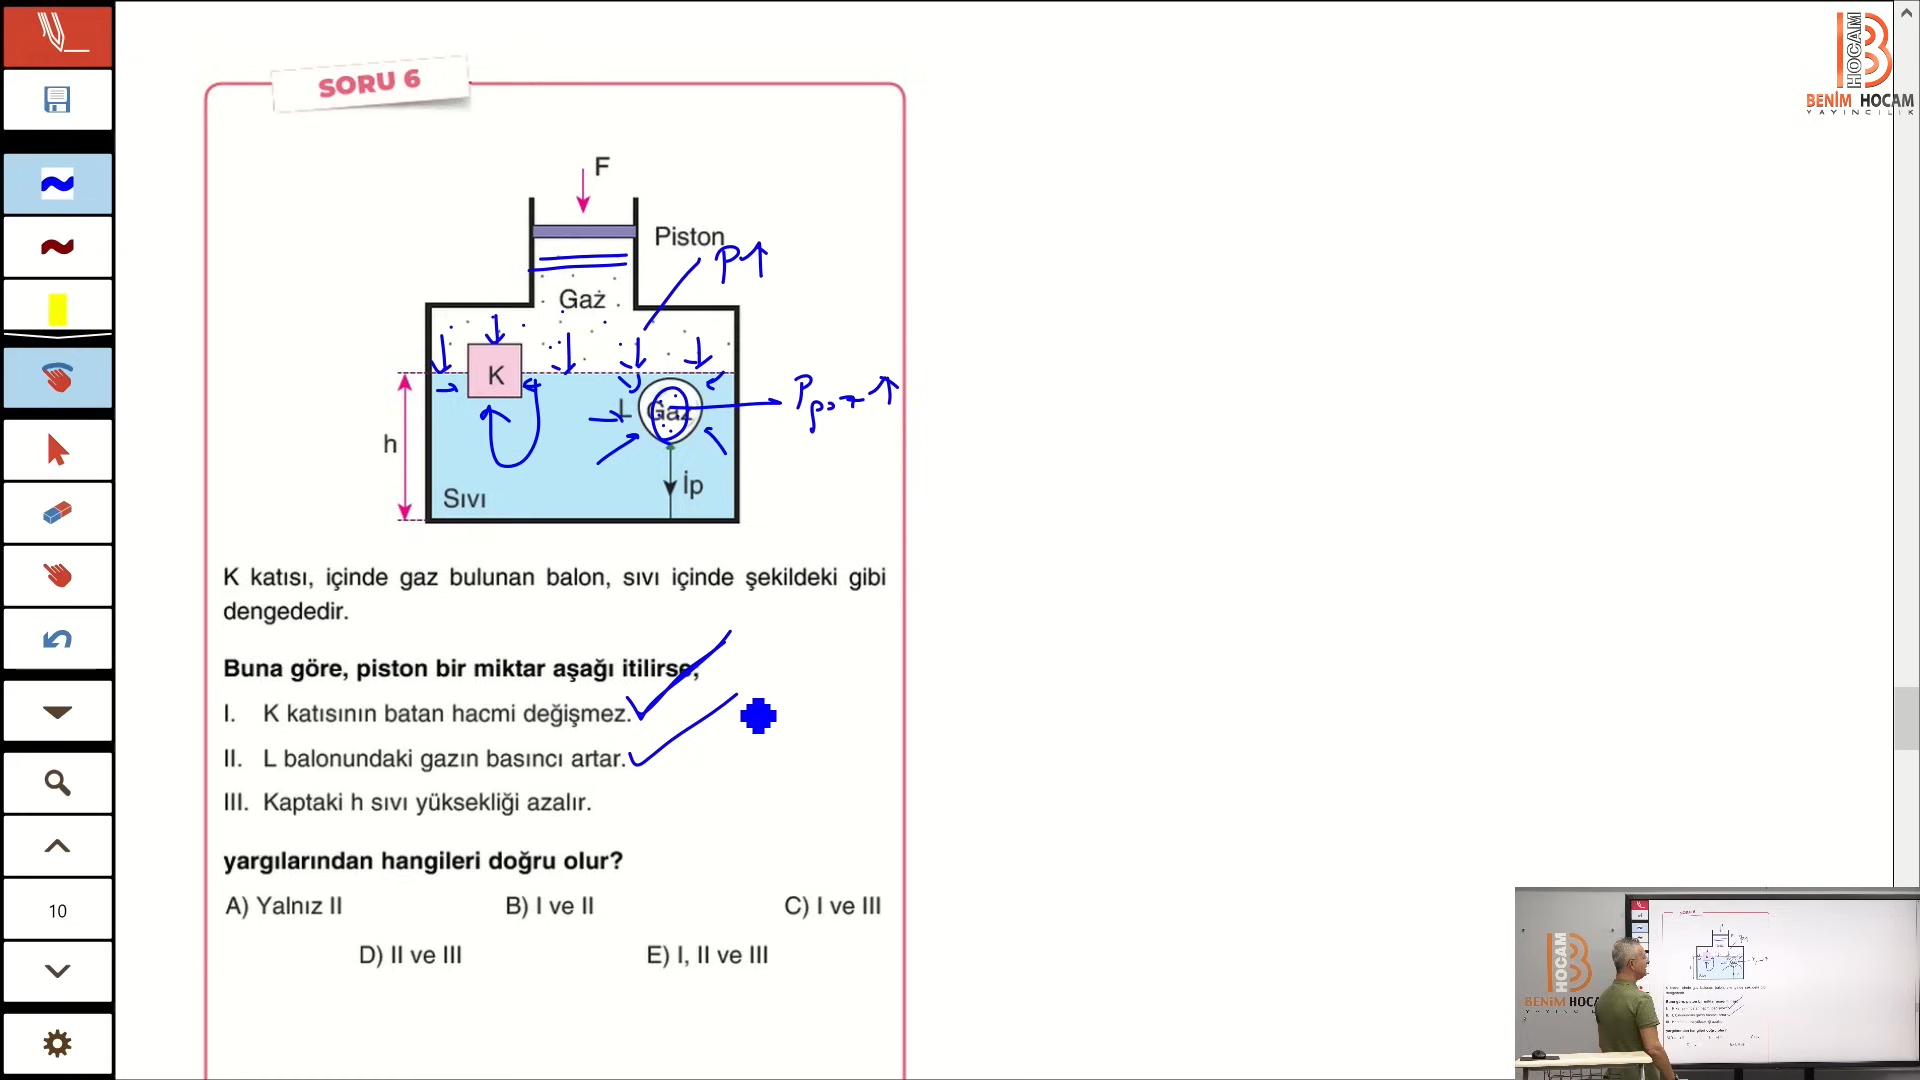 BENİM HOCAM
YAYINCILIK
SORU 6
F
Piston
P↑
Gaz
K
L
Gaz
P gaz ↑
h
İp
Sıvı
K katısı, içinde gaz bulunan balon, sıvı içinde şekildeki gibi
dengededir.
Buna göre, piston bir miktar aşağı itilirse,
I. K katısının batan hacmi değişmez.
II. L balonundaki gazın basıncı artar.
III. Kaptaki h sıvı yüksekliği azalır.
yargılarından hangileri doğru olur?
A) Yalnız II B) I ve II C) I ve III
D) II ve III E) I, II ve III
10